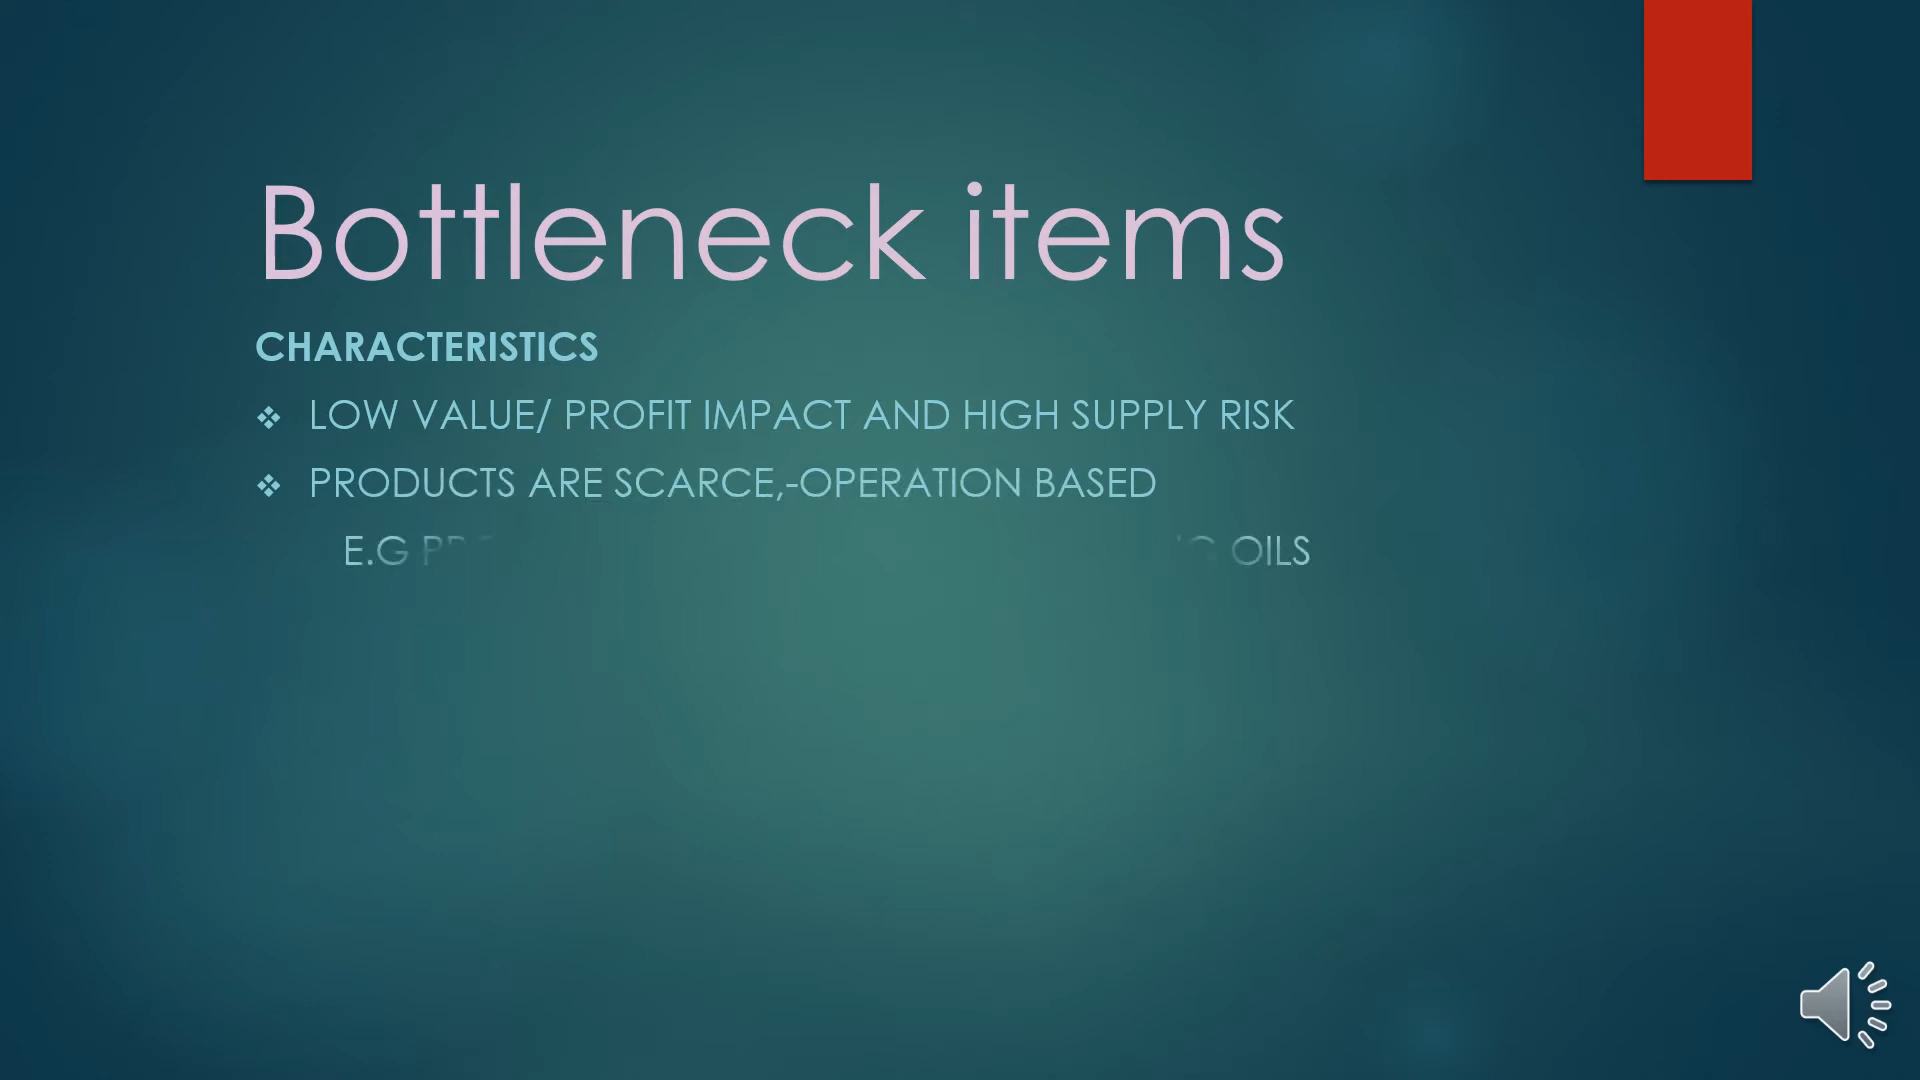 Bottleneck items
CHARACTERISTICS
❖ LOW VALUE/ PROFIT IMPACT AND HIGH SUPPLY RISK
❖ PRODUCTS ARE SCARCE,-OPERATION BASED
E.G OILS